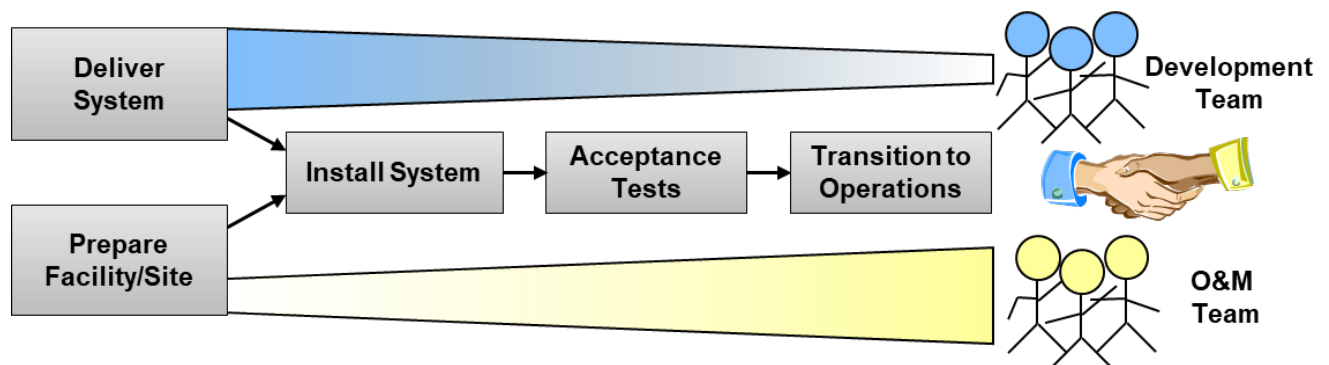 Deliver
System
Development
Team
Install System
Acceptance
Tests
Transition to
Operations
Prepare
Facility/Site
O&M
Team